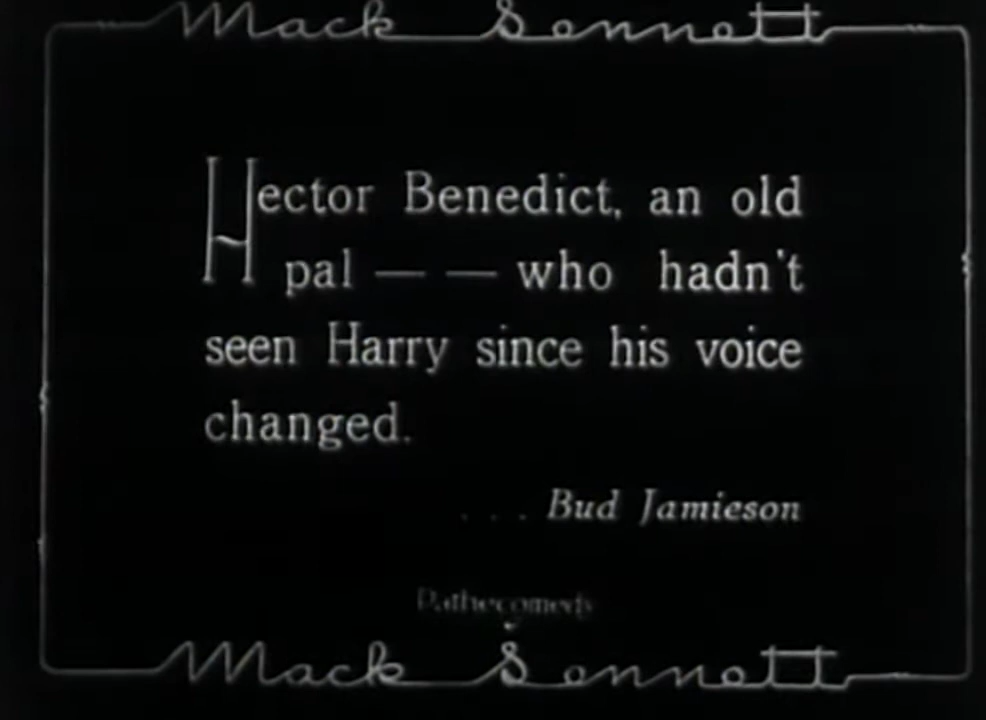 Mack Sennett
Hector Benedict, an old
pal — — who hadn't
seen Harry since his voice
changed.
... Bud Jamieson
Pathecomedy
Mack Sennett